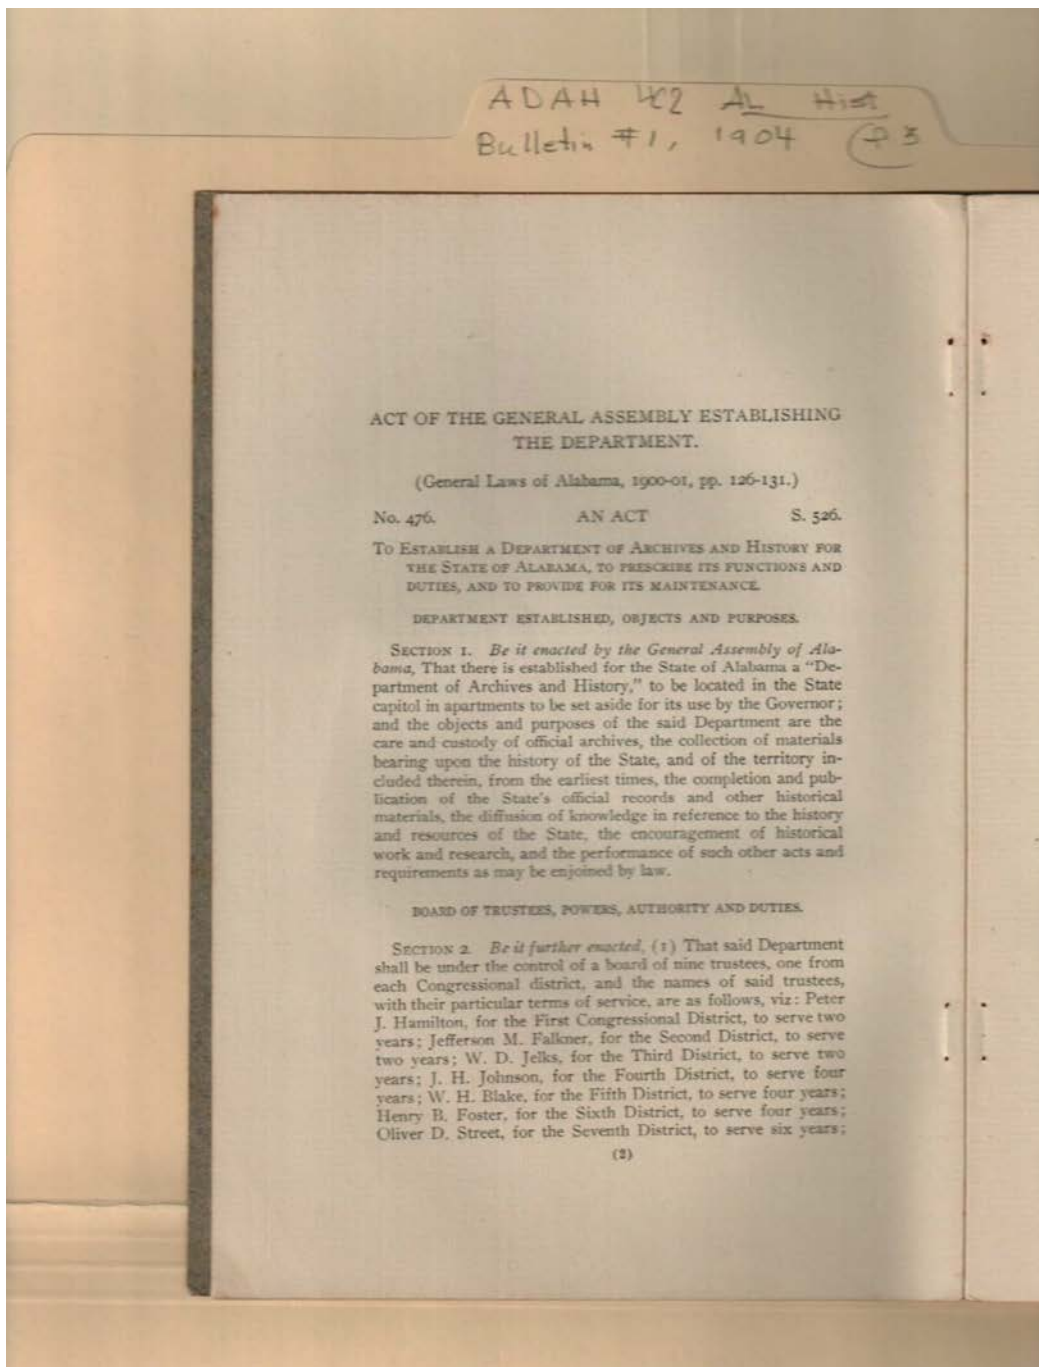 ADAH AL Hist
Bulletin #1, 1904
ACT OF THE GENERAL ASSEMBLY ESTABLISHING
THE DEPARTMENT.
(General Laws of Alabama, 1900-01, pp. 126-131.)
No. 476. AN ACT S. 526.
TO ESTABLISH A DEPARTMENT OF ARCHIVES AND HISTORY FOR
THE STATE OF ALABAMA, TO PRESCRIBE ITS FUNCTIONS AND
DUTIES, AND TO PROVIDE FOR ITS MAINTENANCE.
DEPARTMENT ESTABLISHED, OBJECTS AND PURPOSES.
SECTION 1. Be it enacted by the General Assembly of Ala-
bama, That there is established for the State of Alabama a "De-
partment of Archives and History," to be located in the State
capitol in apartments to be set aside for its use by the Governor;
and the objects and purposes of the said Department are the
care and custody of official archives, the collection of materials
bearing upon the history of the State, and of the territory in-
cluded therein, from the earliest times, the completion and pub-
lication of the State's official records and other historical
materials, the diffusion of knowledge in reference to the history
and resources of the State, the encouragement of historical
work and research, and the performance of such other acts and
requirements as may be enjoined by law.
BOARD OF TRUSTEES, POWERS, AUTHORITY AND DUTIES.
SECTION 2. Be it further enacted, (1) That said Department
shall be under the control of a board of nine trustees, one from
each Congressional district, and the names of said trustees,
with their particular terms of service, are as follows, viz: Peter
J. Hamilton, for the First Congressional District, to serve two
years; Jefferson M. Falkner, for the Second District, to serve
two years; W. D. Jelks, for the Third District, to serve two
years; J. H. Johnson, for the Fourth District, to serve four
years; W. H. Blake, for the Fifth District, to serve four years;
Henry B. Foster, for the Sixth District, to serve four years;
Oliver D. Street, for the Seventh District, to serve six years;
(2)